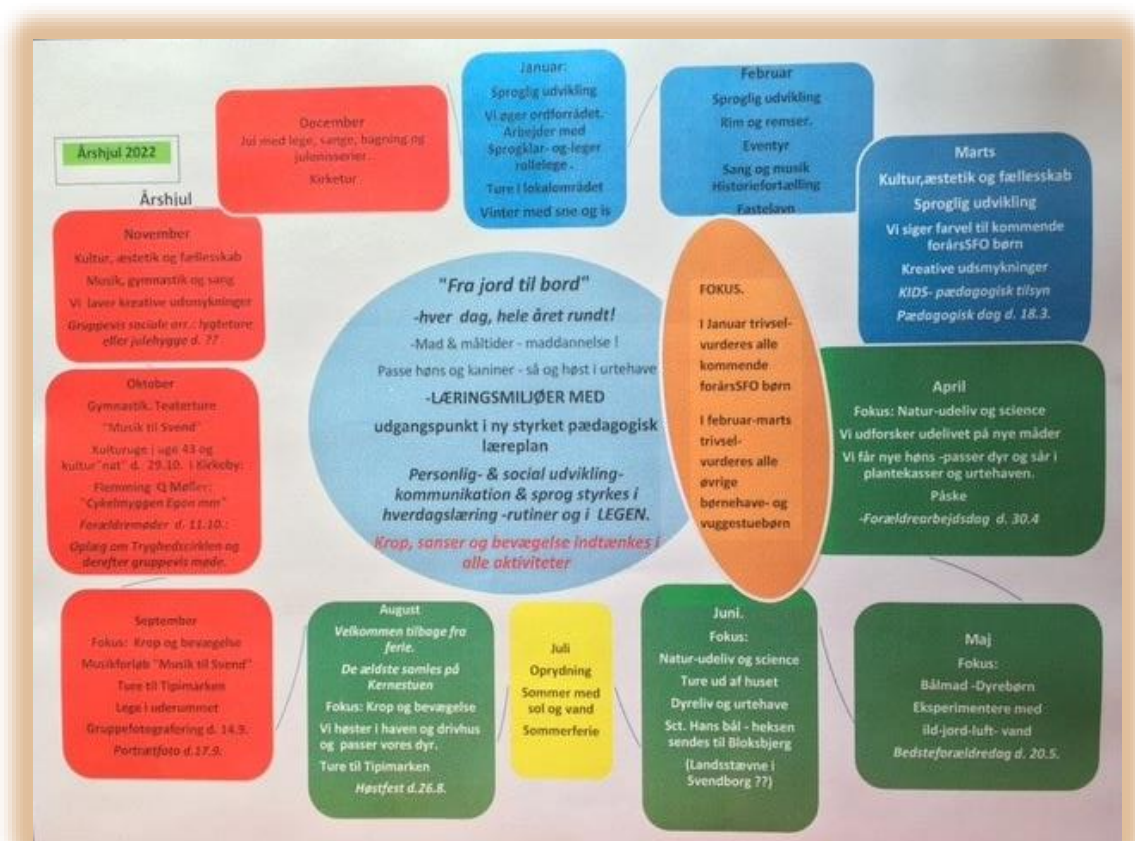 Årshjul 2022
Årshjul
Januar:
Sproglig udvikling
Vi øger ordforrådet.
Arbejder med
Sprogklar- og-leger
rollelege .
Ture i lokalområdet
Vinter med sne og is
Februar
Sproglig udvikling
Rim og remser.
Eventyr
Sang og musik
Historiefortælling
Fastelavn
Marts
Kultur,æstetik og fællesskab
Sproglig udvikling
Vi siger farvel til kommende
forårsSFO børn
Kreative udsmykninger
KIDS- pædagogisk tilsyn
Pædagogisk dag d. 18.3.
April
Fokus: Natur-udeliv og science
Vi udforsker udelivet på nye måder
Vi får nye høns -passer dyr og sår i
plantekasser og urtehaven.
Påske
-Forældrearbejdsdag d. 30.4
Maj
Fokus:
Bålmad -Dyrebørn
Eksperimentere med
ild-jord-luft- vand
Bedsteforældredag d. 20.5.
Juni.
Fokus:
Natur-udeliv og science
Ture ud af huset
Dyreliv og urtehave
Sct. Hans bål - heksen
sendes til Bloksbjerg
(Landsstævne i
Svendborg ??)
Juli
Oprydning
Sommer med
sol og vand
Sommerferie
August
Velkommen tilbage fra
ferie.
De ældste samles på
Kernestuen
Fokus: Krop og bevægelse
Vi høster i haven og drivhus
og passer vores dyr.
Ture til Tipimarken
Høstfest d.26.8.
September
Fokus: Krop og bevægelse
Musikforløb "Musik til Svend"
Ture til Tipimarken
Lege i uderummet
Gruppefotografering d. 14.9.
Portrætfoto d.17.9.
Oktober
Gymnastik. Teaterture
"Musik til Svend"
Kulturuge i uge 43 og
kultur"nat" d. 29.10. i Kirkeby:
Flemming Q Møller:
"Cykelmyggen Egon mm"
Forældremøder d. 11.10.:
Oplæg om Tryghedscirklen og
derefter gruppevis møde.
November
Kultur, æstetik og fællesskab
Musik, gymnastik og sang
Vi laver kreative udsmykninger
Gruppevis sociale arr.: lygteture
eller julehygge d. ??
December
Jul med lege, sange, bagning og
julenisserier.
Kirketur
"Fra jord til bord"
-hver dag, hele året rundt!
-Mad & måltider - maddannelse !
Passe høns og kaniner - så og høst i urtehave
-LÆRINGSMILJØER MED
udgangspunkt i ny styrket pædagogisk
læreplan
Personlig- & social udvikling-
kommunikation & sprog styrkes i
hverdagslæring -rutiner og i LEGEN.
Krop, sanser og bevægelse indtænkes i
alle aktiviteter
FOKUS.
I Januar trivsel-
vurderes alle
kommende
forårsSFO børn
I februar-marts
trivsel-
vurderes alle
øvrige
børnehave- og
vuggestuebørn